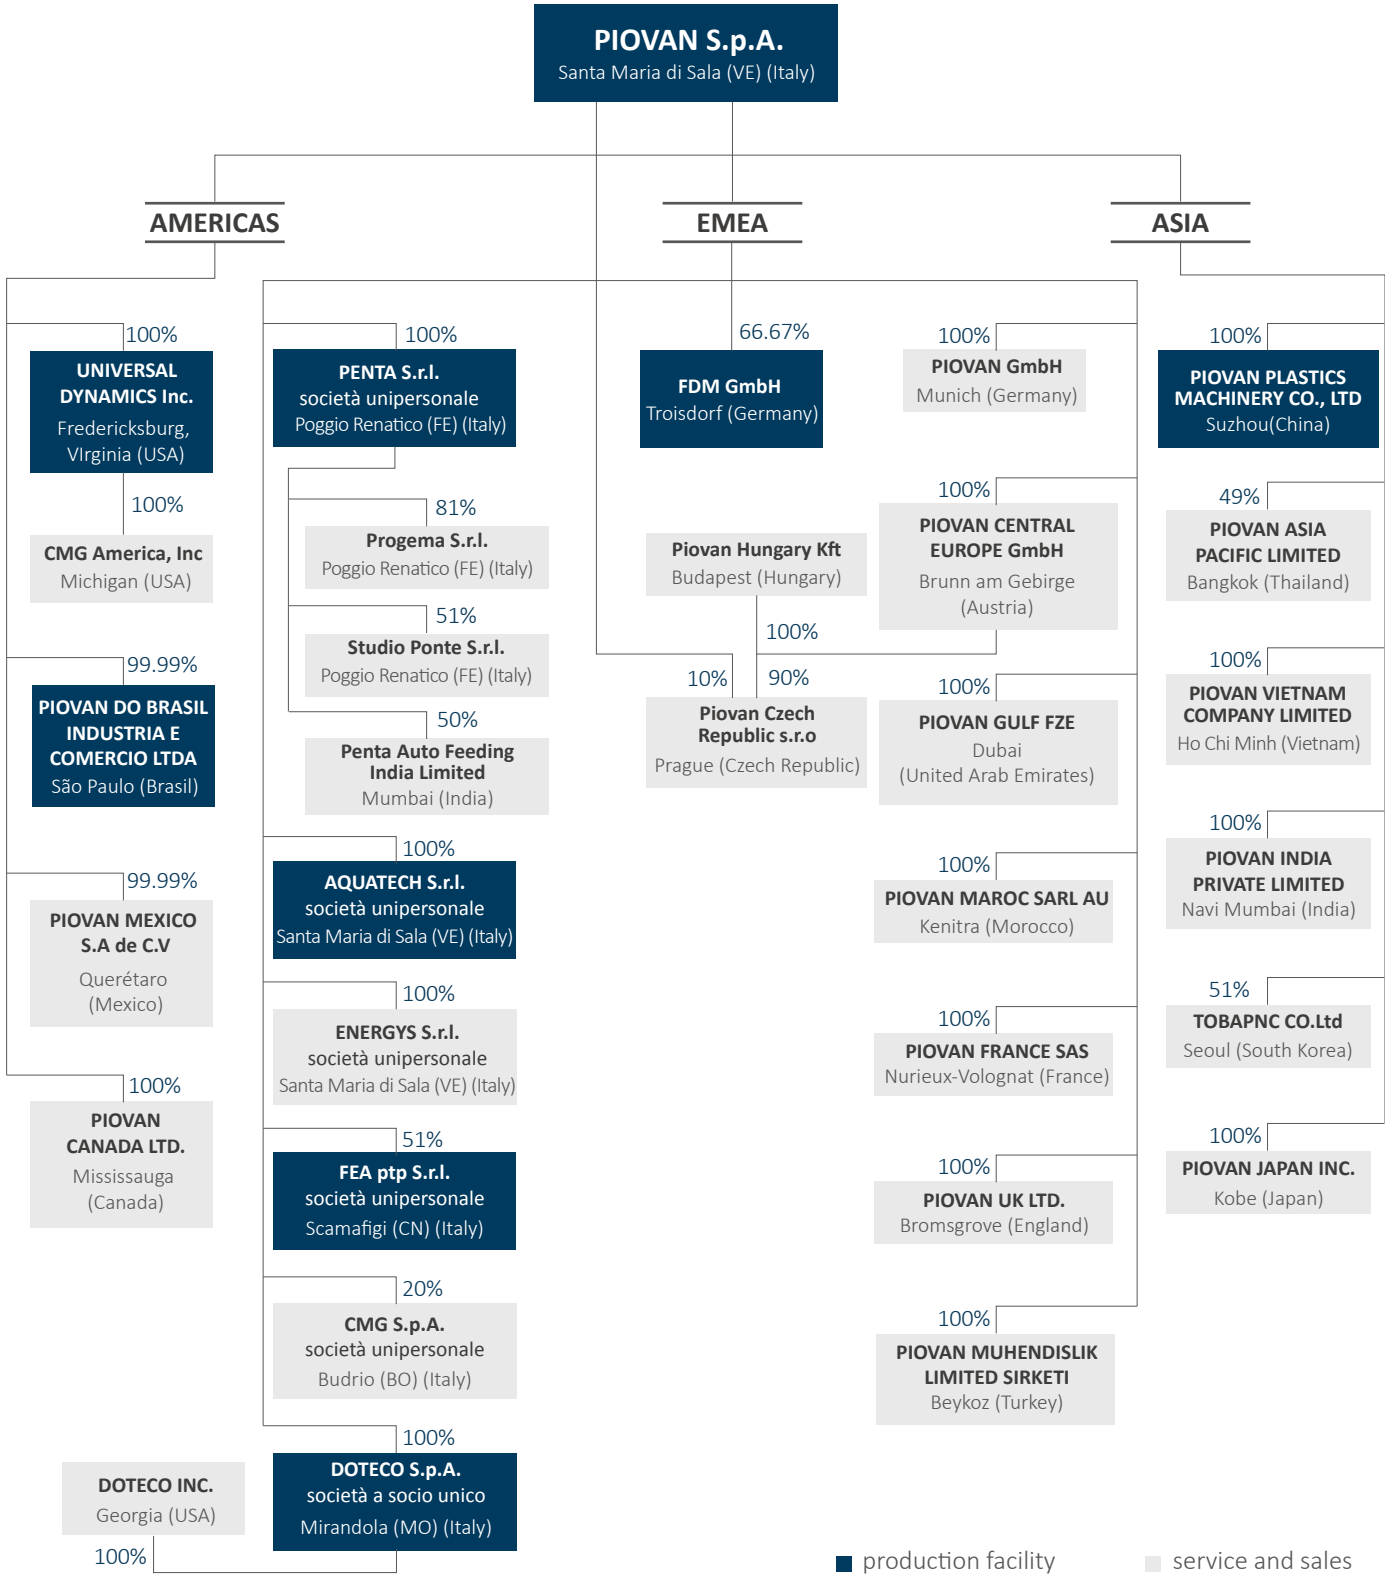 PIOVAN S.p.A.
Santa Maria di Sala (VE) (Italy)
AMERICAS
EMEA
ASIA
100%
UNIVERSAL
DYNAMICS Inc.
Fredericksburg,
VIrginia (USA)
100%
CMG America, Inc
Michigan (USA)
99.99%
PIOVAN DO BRASIL
INDUSTRIA E
COMERCIO LTDA
São Paulo (Brasil)
99.99%
PIOVAN MEXICO
S.A de C.V
Querétaro
(Mexico)
100%
PIOVAN
CANADA LTD.
Mississauga
(Canada)
100%
PENTA S.r.l.
società unipersonale
Poggio Renatico (FE) (Italy)
81%
Progema S.r.l.
Poggio Renatico (FE) (Italy)
51%
Studio Ponte S.r.l.
Poggio Renatico (FE) (Italy)
50%
Penta Auto Feeding
India Limited
Mumbai (India)
100%
AQUATECH S.r.l.
società unipersonale
Santa Maria di Sala (VE) (Italy)
100%
ENERGYS S.r.l.
società unipersonale
Santa Maria di Sala (VE) (Italy)
51%
FEA ptp S.r.l.
società unipersonale
Scamafigi (CN) (Italy)
20%
CMG S.p.A.
società unipersonale
Budrio (BO) (Italy)
100%
DOTECO S.p.A.
società a socio unico
Mirandola (MO) (Italy)
DOTECO INC.
Georgia (USA)
100%
66.67%
FDM GmbH
Troisdorf (Germany)
Piovan Hungary Kft
Budapest (Hungary)
100%
10%
90%
Piovan Czech
Republic s.r.o
Prague (Czech Republic)
100%
PIOVAN GmbH
Munich (Germany)
100%
PIOVAN CENTRAL
EUROPE GmbH
Brunn am Gebirge
(Austria)
100%
PIOVAN GULF FZE
Dubai
(United Arab Emirates)
100%
PIOVAN MAROC SARL AU
Kenitra (Morocco)
100%
PIOVAN FRANCE SAS
Nurieux-Volognat (France)
100%
PIOVAN UK LTD.
Bromsgrove (England)
100%
PIOVAN MUHENDISLIK
LIMITED SIRKETI
Beykoz (Turkey)
100%
PIOVAN PLASTICS
MACHINERY CO., LTD
Suzhou(China)
49%
PIOVAN ASIA
PACIFIC LIMITED
Bangkok (Thailand)
100%
PIOVAN VIETNAM
COMPANY LIMITED
Ho Chi Minh (Vietnam)
100%
PIOVAN INDIA
PRIVATE LIMITED
Navi Mumbai (India)
51%
TOBAPNC CO.Ltd
Seoul (South Korea)
100%
PIOVAN JAPAN INC.
Kobe (Japan)
production facility
service and sales